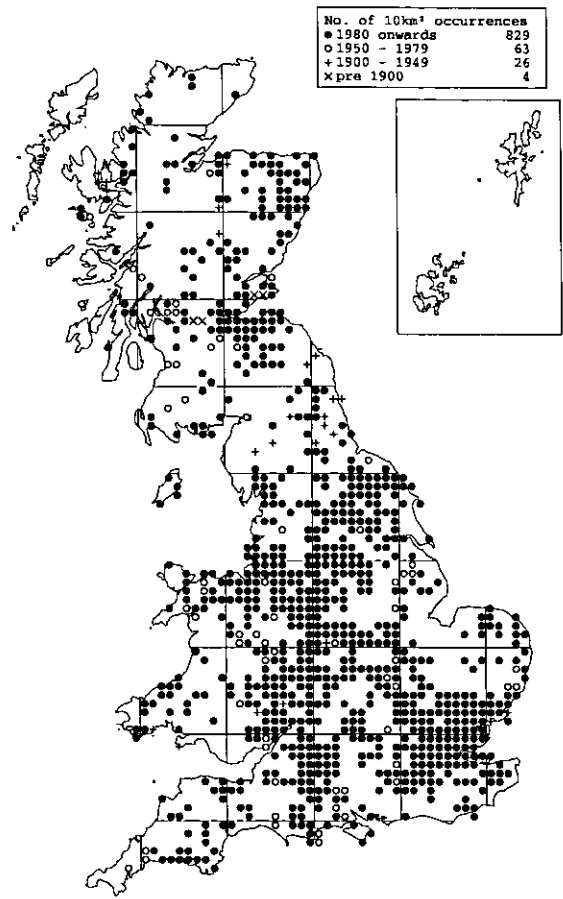 No. of 10km² occurrences
● 1980 onwards 829
○ 1950 - 1979 63
+ 1900 - 1949 26
× pre 1900 4